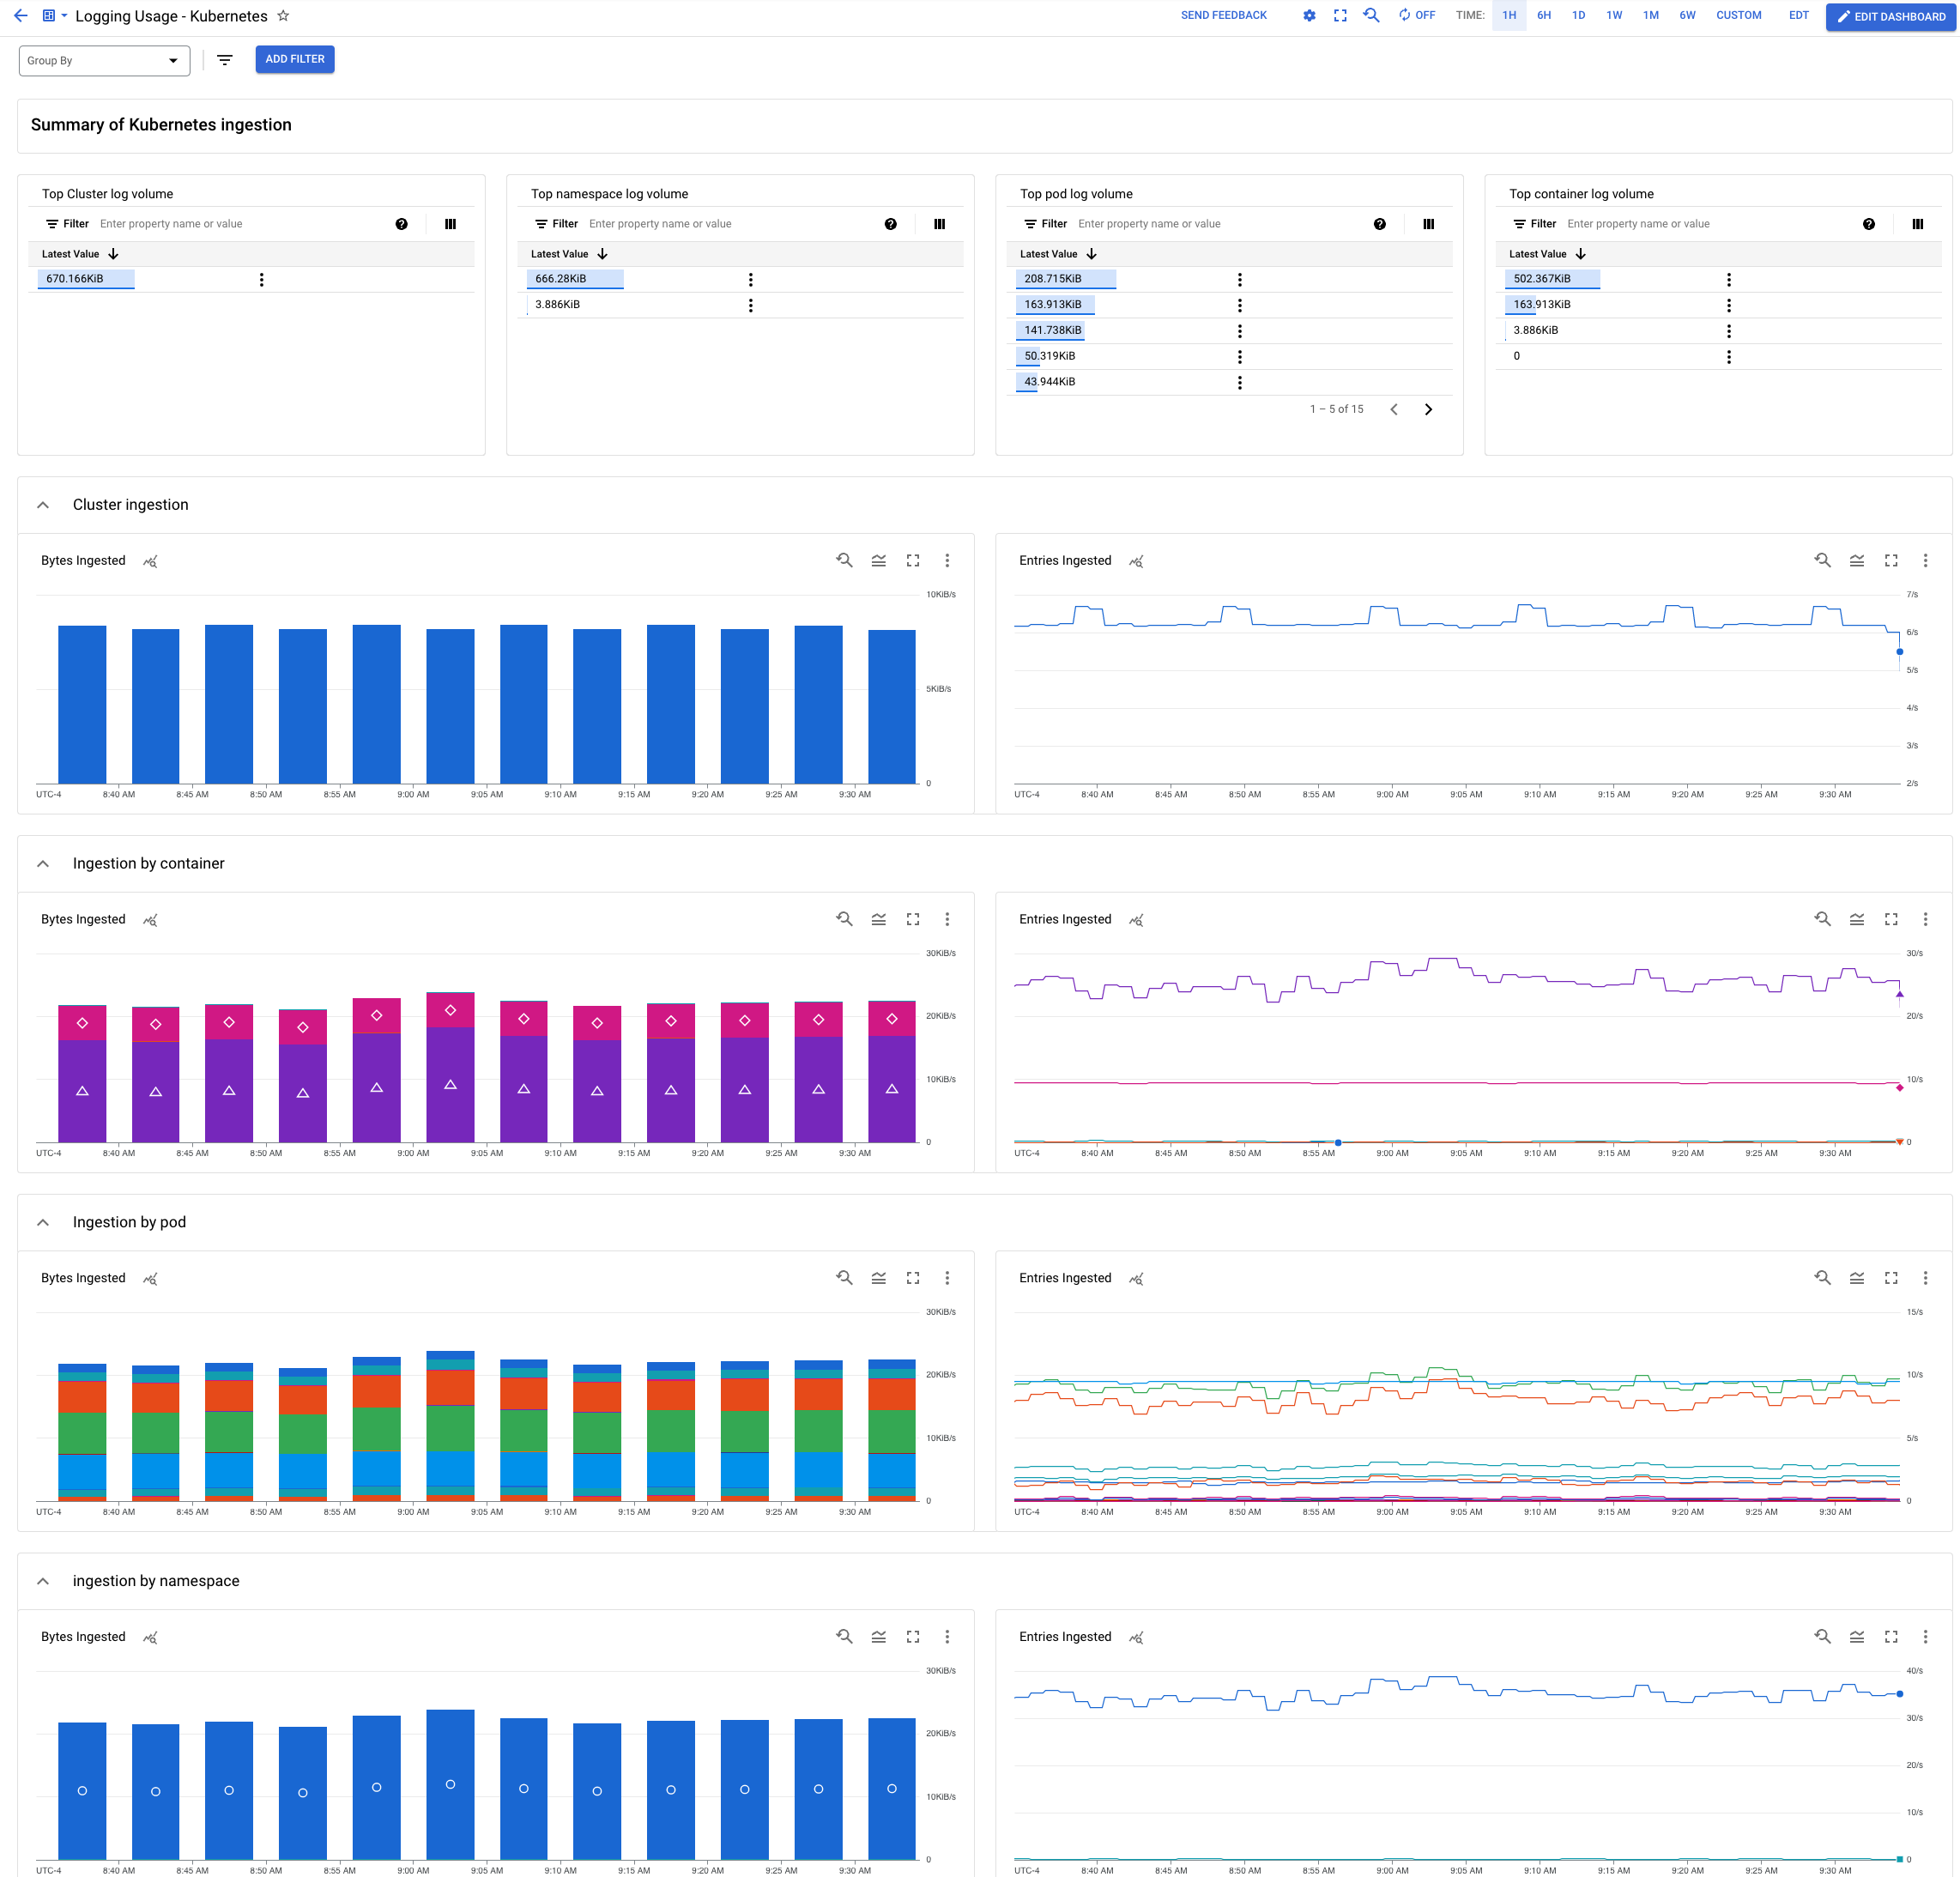 Logging Usage - Kubernetes
SEND FEEDBACK OFF TIME: 1H 6H 1D 1W 1M 6W CUSTOM EDT EDIT DASHBOARD
Group By ADD FILTER
Summary of Kubernetes ingestion
Top Cluster log volume
Filter Enter property name or value
Latest Value
670.166KiB
Top namespace log volume
Filter Enter property name or value
Latest Value
666.28KiB
3.886KiB
Top pod log volume
Filter Enter property name or value
Latest Value
208.715KiB
163.913KiB
141.738KiB
50.319KiB
43.944KiB
1 – 5 of 15
Top container log volume
Filter Enter property name or value
Latest Value
502.367KiB
163.913KiB
3.886KiB
0
Cluster ingestion
Bytes Ingested
10KiB/s
5KiB/s
0
UTC-4 8:40 AM 8:45 AM 8:50 AM 8:55 AM 9:00 AM 9:05 AM 9:10 AM 9:15 AM 9:20 AM 9:25 AM 9:30 AM
Entries Ingested
7/s
6/s
5/s
4/s
3/s
2/s
UTC-4 8:40 AM 8:45 AM 8:50 AM 8:55 AM 9:00 AM 9:05 AM 9:10 AM 9:15 AM 9:20 AM 9:25 AM 9:30 AM
Ingestion by container
Bytes Ingested
30KiB/s
20KiB/s
10KiB/s
0
UTC-4 8:40 AM 8:45 AM 8:50 AM 8:55 AM 9:00 AM 9:05 AM 9:10 AM 9:15 AM 9:20 AM 9:25 AM 9:30 AM
Entries Ingested
30/s
20/s
10/s
0
UTC-4 8:40 AM 8:45 AM 8:50 AM 8:55 AM 9:00 AM 9:05 AM 9:10 AM 9:15 AM 9:20 AM 9:25 AM 9:30 AM
Ingestion by pod
Bytes Ingested
30KiB/s
20KiB/s
10KiB/s
0
UTC-4 8:40 AM 8:45 AM 8:50 AM 8:55 AM 9:00 AM 9:05 AM 9:10 AM 9:15 AM 9:20 AM 9:25 AM 9:30 AM
Entries Ingested
15/s
10/s
5/s
0
UTC-4 8:40 AM 8:45 AM 8:50 AM 8:55 AM 9:00 AM 9:05 AM 9:10 AM 9:15 AM 9:20 AM 9:25 AM 9:30 AM
ingestion by namespace
Bytes Ingested
30KiB/s
20KiB/s
10KiB/s
0
UTC-4 8:40 AM 8:45 AM 8:50 AM 8:55 AM 9:00 AM 9:05 AM 9:10 AM 9:15 AM 9:20 AM 9:25 AM 9:30 AM
Entries Ingested
40/s
30/s
20/s
10/s
0
UTC-4 8:40 AM 8:45 AM 8:50 AM 8:55 AM 9:00 AM 9:05 AM 9:10 AM 9:15 AM 9:20 AM 9:25 AM 9:30 AM